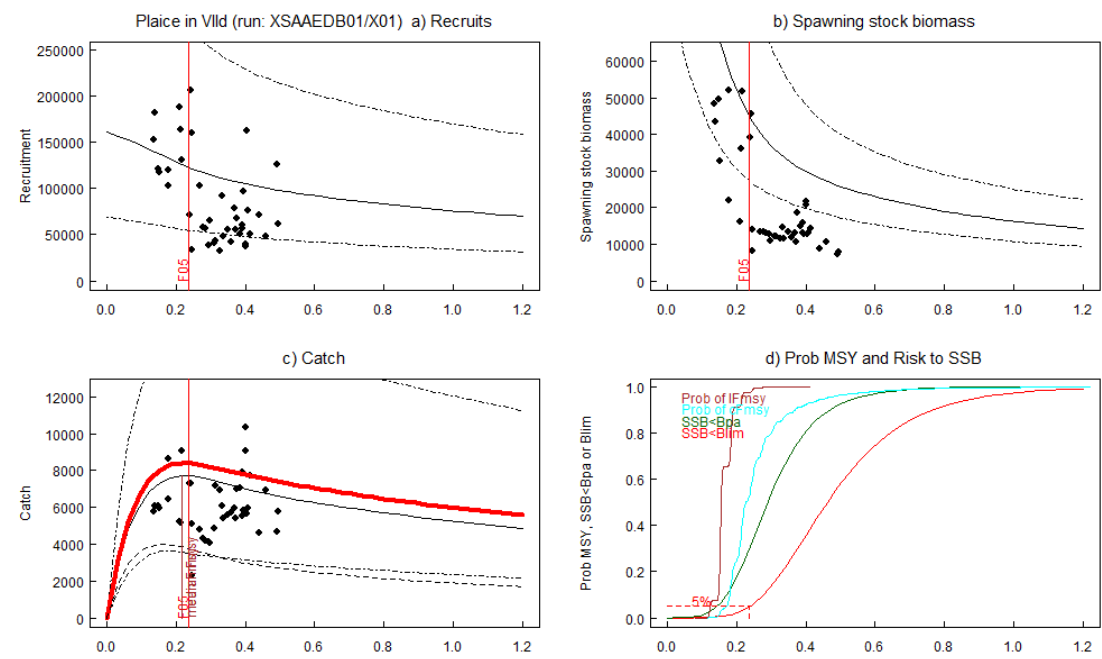 Plaice in VIId (run: XSAAEDB01/X01) a) Recruits
Recruitment
250000
200000
150000
100000
50000
0
F05
0.0 0.2 0.4 0.6 0.8 1.0 1.2
b) Spawning stock biomass
Spawning stock biomass
60000
50000
40000
30000
20000
10000
0
F05
0.0 0.2 0.4 0.6 0.8 1.0 1.2
c) Catch
Catch
12000
10000
8000
6000
4000
2000
0
F05
0.0 0.2 0.4 0.6 0.8 1.0 1.2
d) Prob MSY and Risk to SSB
Prob MSY, SSB<Bpa or Blim
1.0
0.8
0.6
0.4
0.2
0.0
Prob of lFmsy
Prob of cFmsy
SSB<Bpa
SSB<Blim
5%
0.0 0.2 0.4 0.6 0.8 1.0 1.2